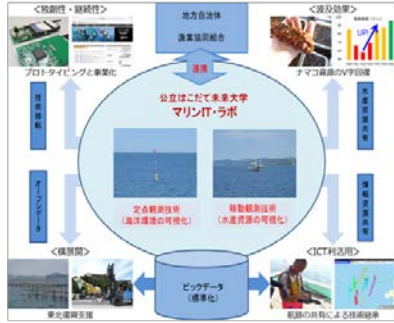 <独創性・継続性>
プロトタイピングと事業化
地方自治体
漁業協同組合
連携
<波及効果>
UP!
ナマコ資源のV字回復
公立はこだて未来大学
マリンIT・ラボ
定点観測技術
(海洋環境の可視化)
移動観測技術
(水産資源の可視化)
技術移転
オープンデータ
水産資源共有
情報資源共有
<横展開>
東北復興支援
ビックデータ
(標準化)
<ICT利活用>
航跡の共有による技術継承